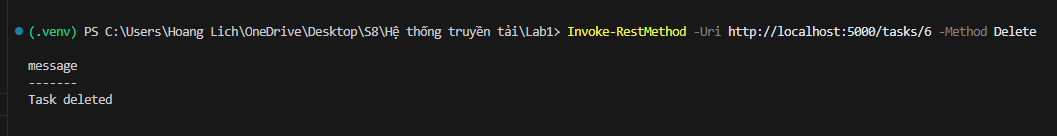 (.venv) PS C:\Users\Hoang Lich\OneDrive\Desktop\S8\Hệ thống truyền tải\Lab1> Invoke-RestMethod -Uri http://localhost:5000/tasks/6 -Method Delete
message
-------
Task deleted